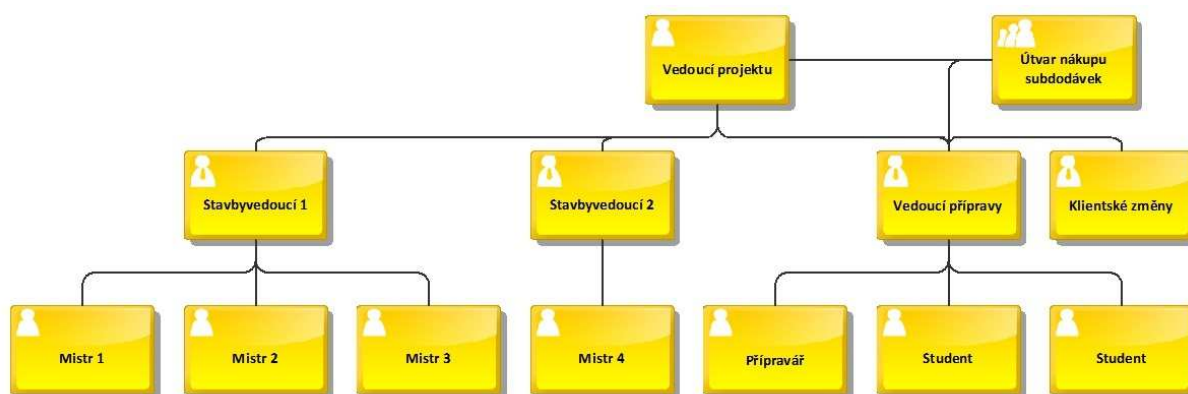 Vedoucí projektu
Útvar nákupu
subdodávek
Stavbyvedoucí 1
Stavbyvedoucí 2
Vedoucí přípravy
Klientské změny
Mistr 1
Mistr 2
Mistr 3
Mistr 4
Přípravář
Student
Student